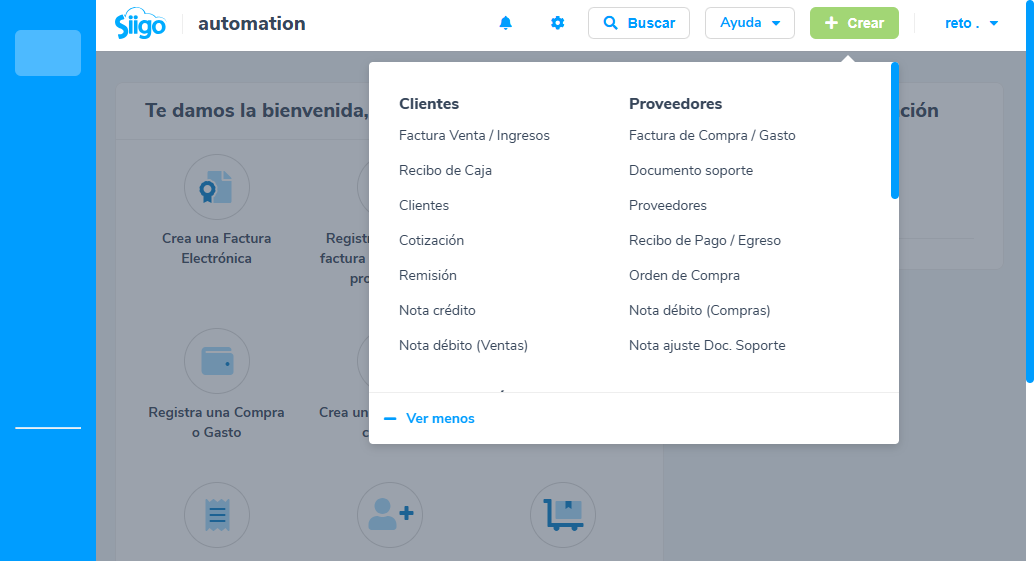 Siigo
automation
Buscar
Ayuda
Crear
reto .
Te damos la bienvenida,
ción
Clientes
Factura Venta / Ingresos
Recibo de Caja
Clientes
Cotización
Remisión
Nota crédito
Nota débito (Ventas)
Proveedores
Factura de Compra / Gasto
Documento soporte
Proveedores
Recibo de Pago / Egreso
Orden de Compra
Nota débito (Compras)
Nota ajuste Doc. Soporte
Ver menos
Crea una Factura
Electrónica
Regist
factura
pro
Registra una Compra
o Gasto
Crea un
c